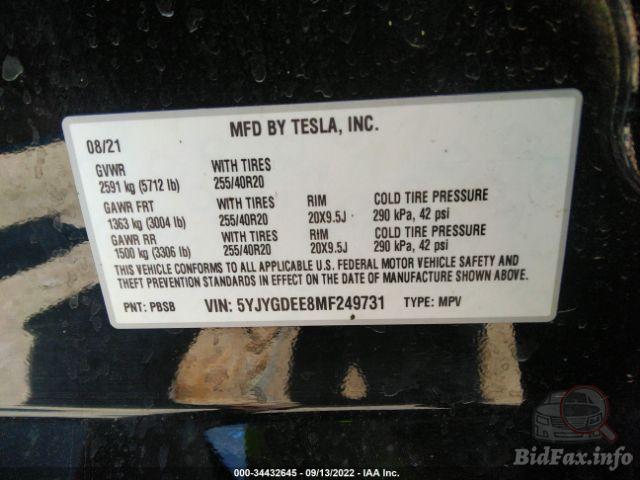 MFD BY TESLA, INC.
08/21
GVWR WITH TIRES
2591 kg (5712 lb) 255/40R20
GAWR FRT WITH TIRES RIM COLD TIRE PRESSURE
1363 kg (3004 lb) 255/40R20 20X9.5J 290 kPa, 42 psi
GAWR RR WITH TIRES RIM COLD TIRE PRESSURE
1500 kg (3306 lb) 255/40R20 20X9.5J 290 kPa, 42 psi
THIS VEHICLE CONFORMS TO ALL APPLICABLE U.S. FEDERAL MOTOR VEHICLE SAFETY AND
THEFT PREVENTION STANDARDS IN EFFECT ON THE DATE OF MANUFACTURE SHOWN ABOVE.
PNT: PBSB VIN: 5YJYGDEE8MF249731 TYPE: MPV
BidFax.info
000-34432645 - 09/13/2022 - IAA Inc.